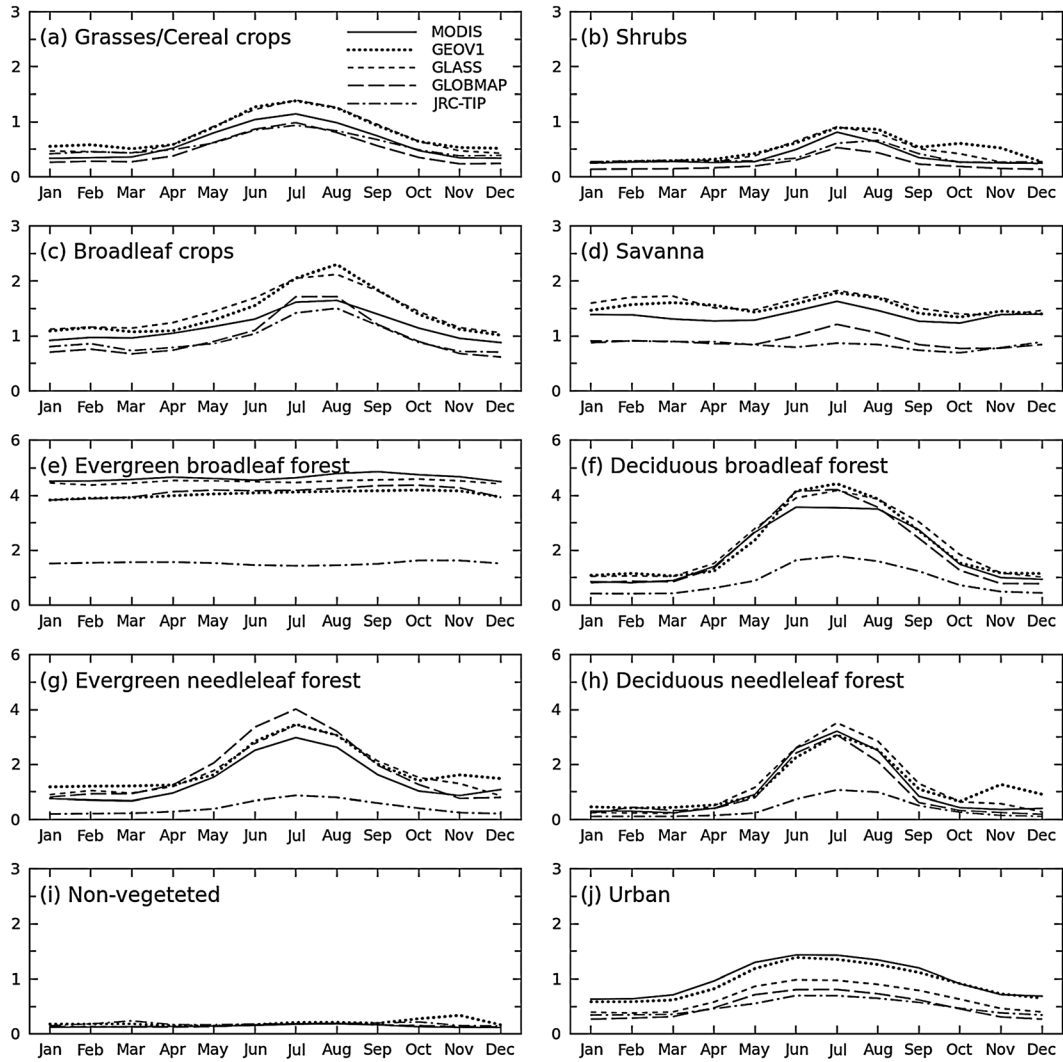 (a) Grasses/Cereal crops
MODIS
GEOV1
GLASS
GLOBMAP
JRC-TIP
3
2
1
0
Jan Feb Mar Apr May Jun Jul Aug Sep Oct Nov Dec
(b) Shrubs
3
2
1
0
Jan Feb Mar Apr May Jun Jul Aug Sep Oct Nov Dec
(c) Broadleaf crops
3
2
1
0
Jan Feb Mar Apr May Jun Jul Aug Sep Oct Nov Dec
(d) Savanna
3
2
1
0
Jan Feb Mar Apr May Jun Jul Aug Sep Oct Nov Dec
(e) Evergreen broadleaf forest
6
4
2
0
Jan Feb Mar Apr May Jun Jul Aug Sep Oct Nov Dec
(f) Deciduous broadleaf forest
6
4
2
0
Jan Feb Mar Apr May Jun Jul Aug Sep Oct Nov Dec
(g) Evergreen needleleaf forest
6
4
2
0
Jan Feb Mar Apr May Jun Jul Aug Sep Oct Nov Dec
(h) Deciduous needleleaf forest
6
4
2
0
Jan Feb Mar Apr May Jun Jul Aug Sep Oct Nov Dec
(i) Non-vegeteted
3
2
1
0
Jan Feb Mar Apr May Jun Jul Aug Sep Oct Nov Dec
(j) Urban
3
2
1
0
Jan Feb Mar Apr May Jun Jul Aug Sep Oct Nov Dec